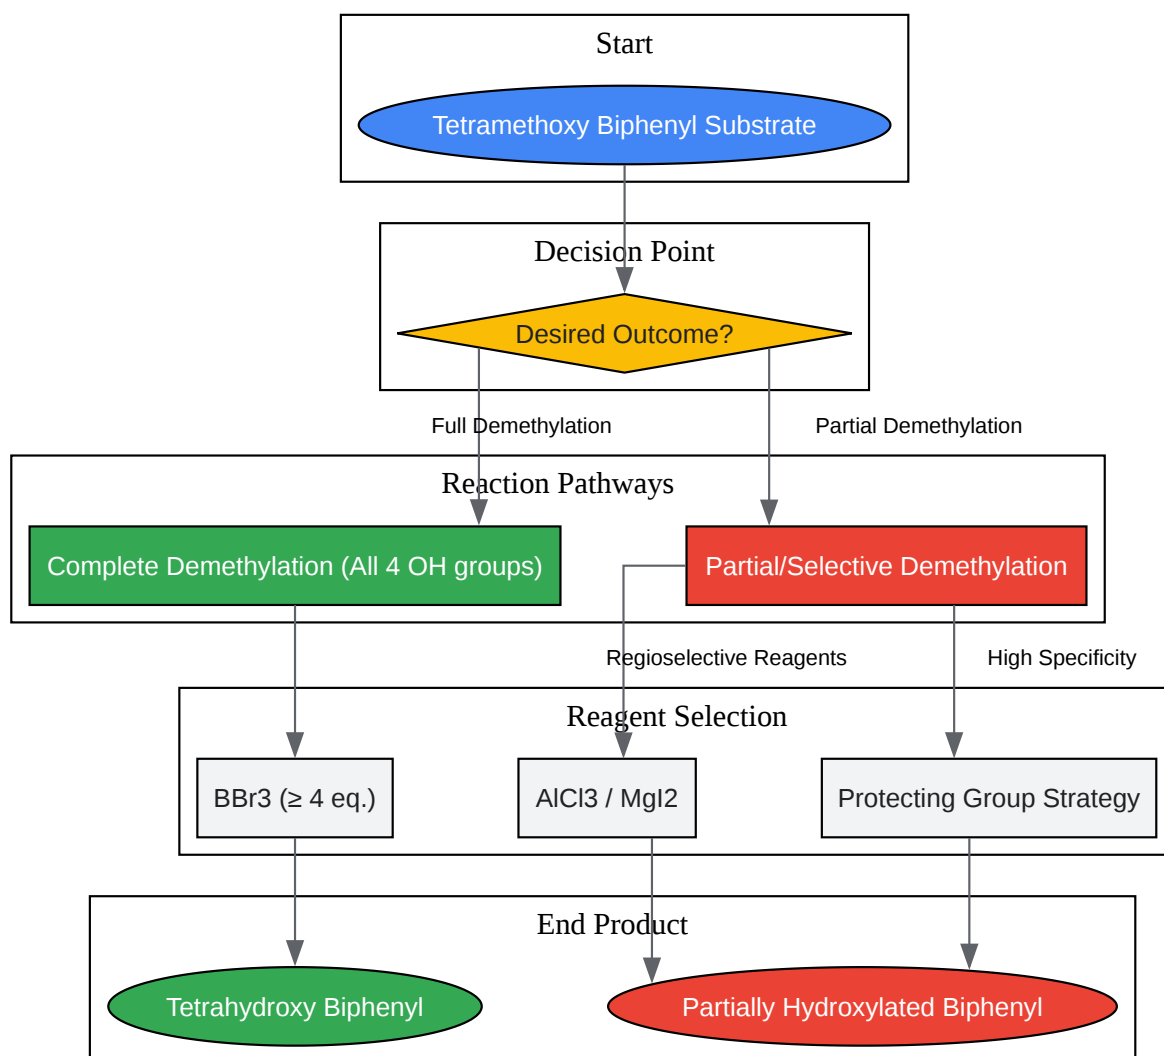 Start
Tetramethoxy Biphenyl Substrate
Decision Point
Desired Outcome?
Full Demethylation
Partial Demethylation
Reaction Pathways
Complete Demethylation (All 4 OH groups)
Partial/Selective Demethylation
Regioselective Reagents
High Specificity
Reagent Selection
BBr3 (≥ 4 eq.)
AlCl3 / MgI2
Protecting Group Strategy
End Product
Tetrahydroxy Biphenyl
Partially Hydroxylated Biphenyl